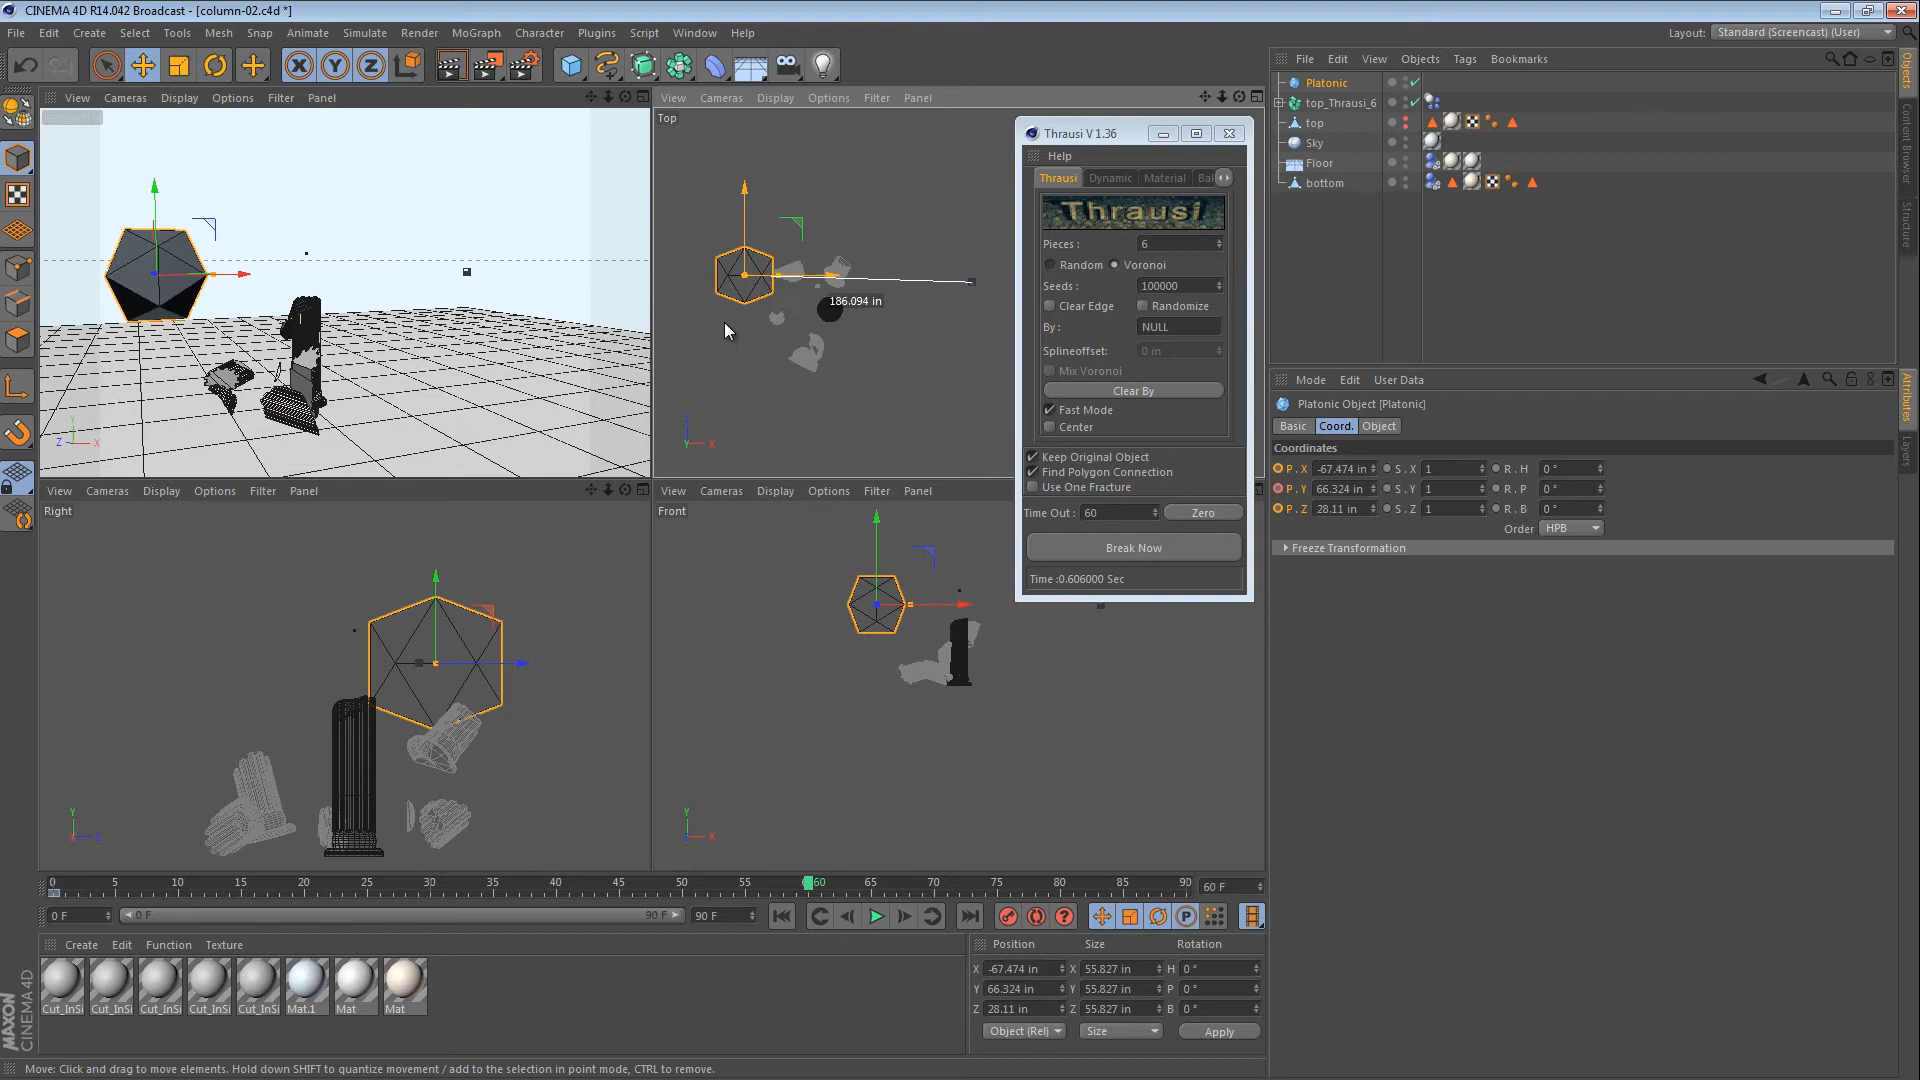 CINEMA 4D R14.042 Broadcast - [column-02.c4d *]
File Edit Create Select Tools Mesh Snap Animate Simulate Render MoGraph Character Plugins Script Window Help
Layout: Standard (Screencast) (User)
File Edit View Objects Tags Bookmarks
Platonic
top_Thrausi_6
top
Sky
Floor
bottom
Objects
Content Browser
Structure
View Cameras Display Options Filter Panel
View Cameras Display Options Filter Panel
Top
186.094 in
Y
Z X
Z
Y X
Thrausi V 1.36
Help
Thrausi Dynamic Material Bal
Thrausi
Pieces : 6
Random Voronoi
Seeds : 100000
Clear Edge Randomize
By : NULL
Splineoffset: 0 in
Mix Voronoi
Clear By
Fast Mode
Center
Keep Original Object
Find Polygon Connection
Use One Fracture
Time Out : 60 Zero
Break Now
Time :0.606000 Sec
Mode Edit User Data
Platonic Object [Platonic]
Basic Coord. Object
Coordinates
P . X -67.474 in S . X 1 R . H 0 °
P . Y 66.324 in S . Y 1 R . P 0 °
P . Z 28.11 in S . Z 1 R . B 0 °
Order HPB
Freeze Transformation
Attributes
Layers
View Cameras Display Options Filter Panel
View Cameras Display Options Filter Panel
Right
Front
Y
X Z
Y
Z X
0 5 10 15 20 25 30 35 40 45 50 55 60 65 70 75 80 85 90 60 F
0 F 0 F 90 F 90 F
Create Edit Function Texture
Cut_InSi Cut_InSi Cut_InSi Cut_InSi Cut_InSi Mat.1 Mat Mat
MAXON
CINEMA 4D
Position Size Rotation
X -67.474 in X 55.827 in H 0 °
Y 66.324 in Y 55.827 in P 0 °
Z 28.11 in Z 55.827 in B 0 °
Object (Rel) Size Apply
Move: Click and drag to move elements. Hold down SHIFT to quantize movement / add to the selection in point mode, CTRL to remove.